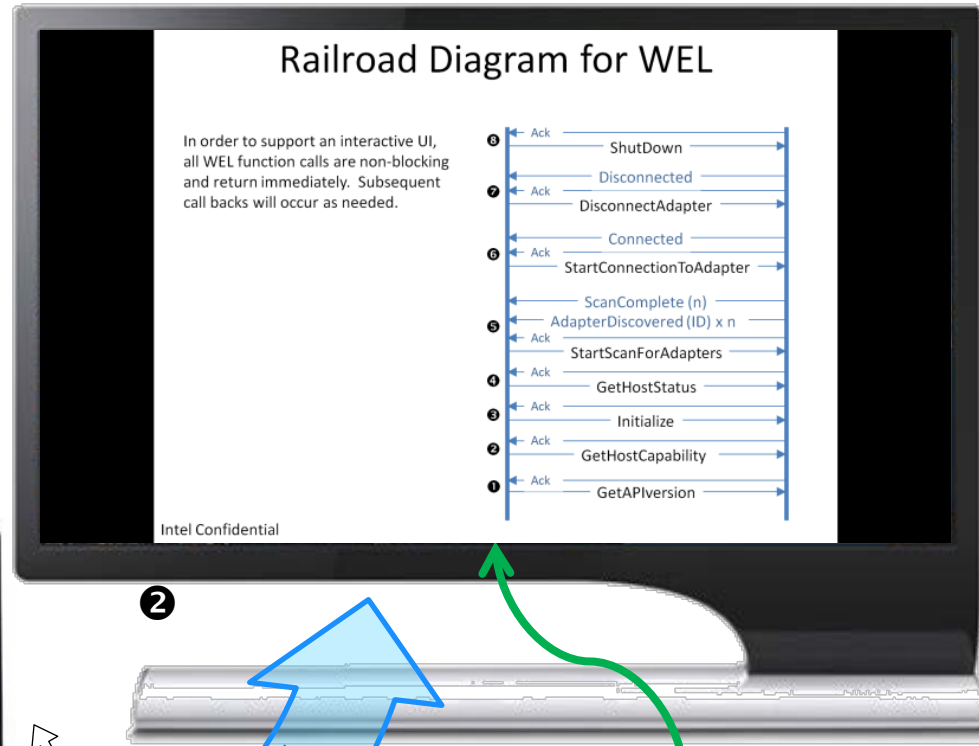 Railroad Diagram for WEL
In order to support an interactive UI,
all WEL function calls are non-blocking
and return immediately.  Subsequent
call backs will occur as needed.
❽
Ack
ShutDown
Disconnected
❼
Ack
DisconnectAdapter
Connected
❻
Ack
StartConnectionToAdapter
ScanComplete (n)
AdapterDiscovered (ID) x n
❺
Ack
StartScanForAdapters
Ack
❹
GetHostStatus
Ack
❸
Initialize
Ack
❷
GetHostCapability
Ack
❶
GetAPIversion
Intel Confidential
❷